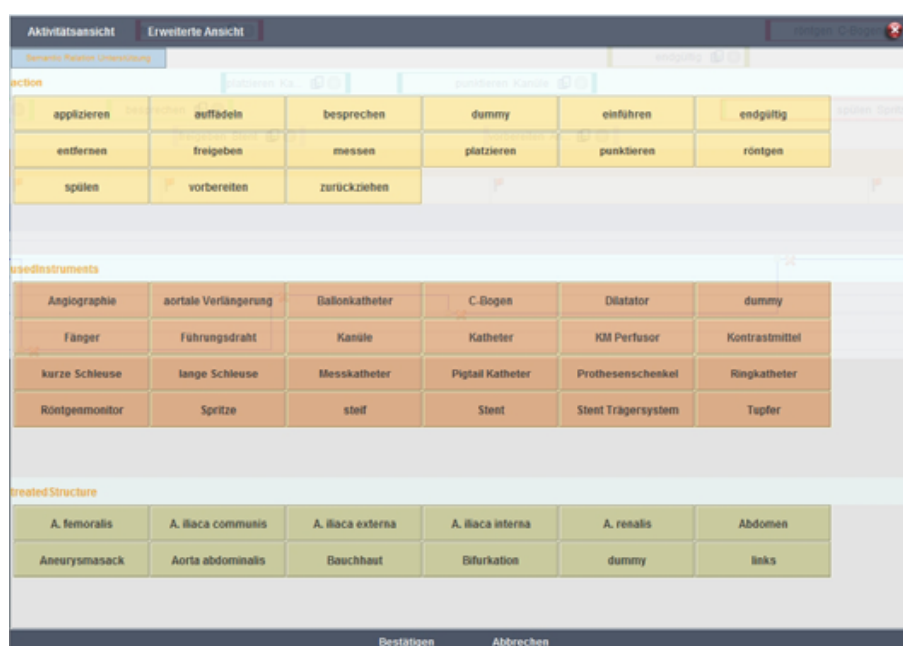 Aktivitätsansicht Erweiterte Ansicht
action
applizieren auffädeln besprechen dummy einführen endgültig
entfernen freigeben messen platzieren punktieren röntgen
spülen vorbereiten zurückziehen
usedInstruments
Angiographie aortale Verlängerung Ballonkatheter C-Bogen Dilatator dummy
Fänger Führungsdraht Kanüle Katheter KM Perfusor Kontrastmittel
kurze Schleuse lange Schleuse Messkatheter Pigtail Katheter Prothesenschenkel Ringkatheter
Röntgenmonitor Spritze steif Stent Stent Trägersystem Tupfer
treatedStructure
A. femoralis A. iliaca communis A. iliaca externa A. iliaca interna A. renalis Abdomen
Aneurysmasack Aorta abdominalis Bauchhaut Bifurkation dummy links
Bestätigen Abbrechen